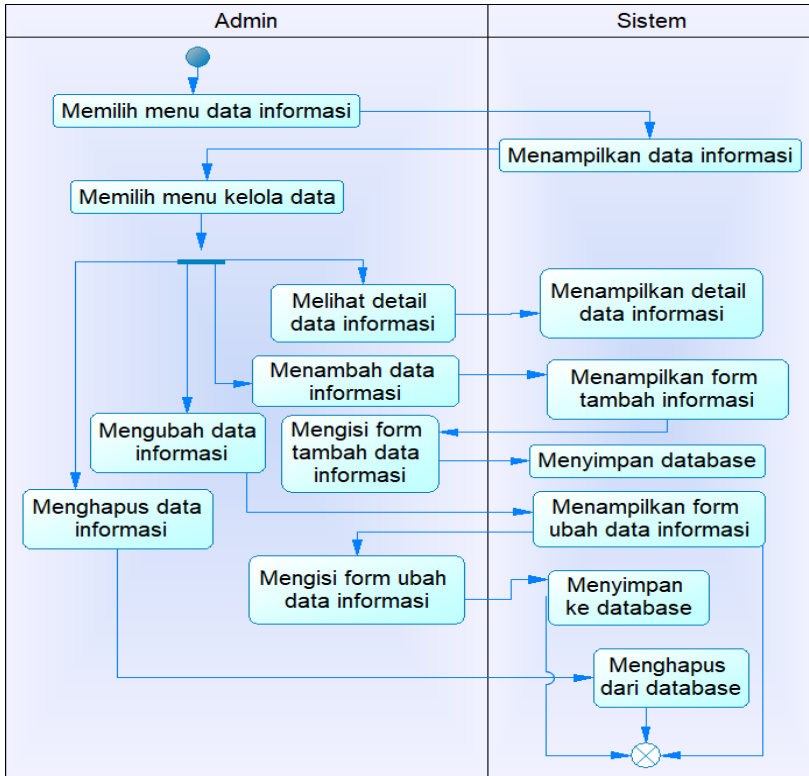 Admin
Sistem
Memilih menu data informasi
Menampilkan data informasi
Memilih menu kelola data
Melihat detail
data informasi
Menampilkan detail
data informasi
Menambah data
informasi
Menampilkan form
tambah informasi
Mengubah data
informasi
Mengisi form
tambah data
informasi
Menyimpan database
Menghapus data
informasi
Menampilkan form
ubah data informasi
Mengisi form ubah
data informasi
Menyimpan
ke database
Menghapus
dari database